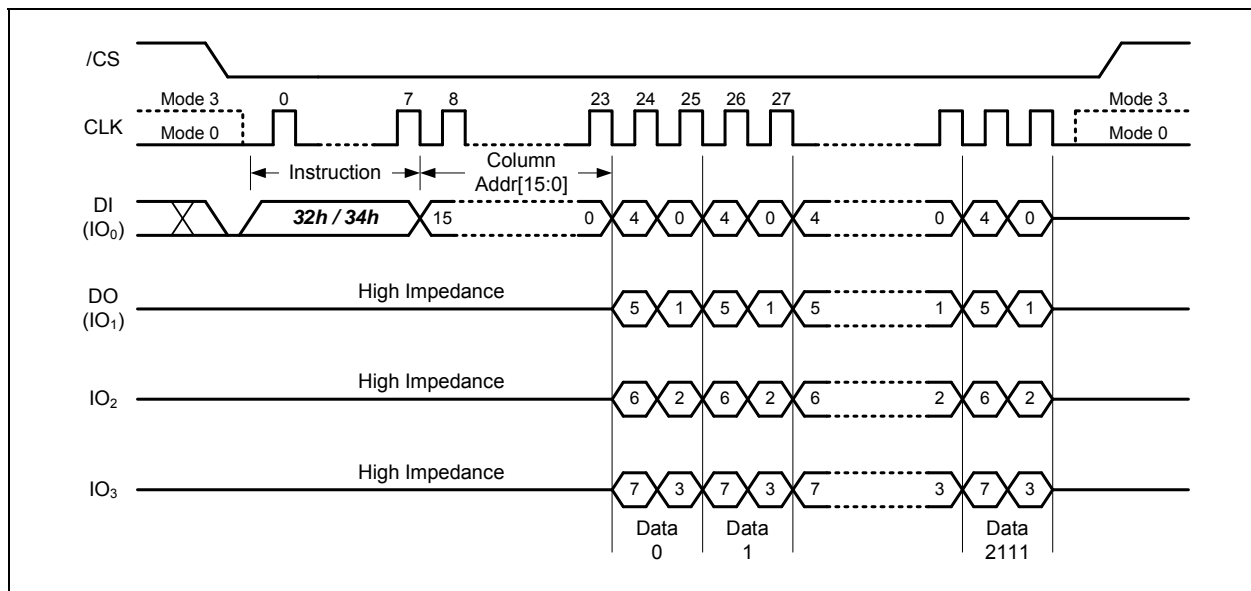 /CS
Mode 3 0 7 8 23 24 25 26 27 Mode 3
CLK
Mode 0 Mode 0
Instruction Column
Addr[15:0]
DI
(IO0) 32h / 34h 15 0 4 0 4 0 4 0 4 0
High Impedance
DO
(IO1) 5 1 5 1 5 1 5 1
High Impedance
IO2 6 2 6 2 6 2 6 2
High Impedance
IO3 7 3 7 3 7 3 7 3
Data Data Data
0 1 2111